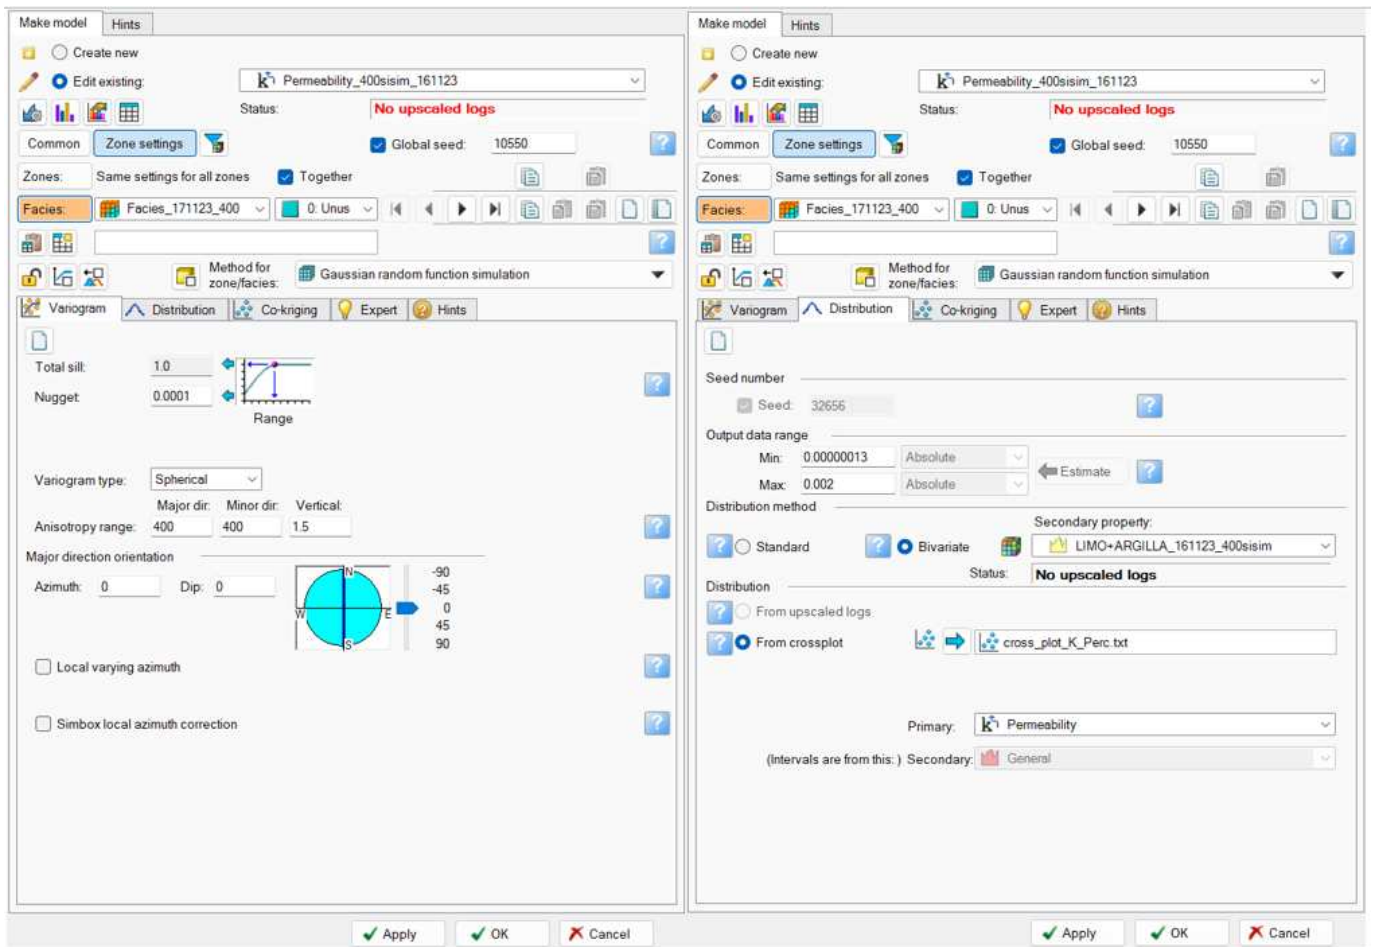 Make model Hints
Create new
Edit existing: Permeability_400sisim_161123
Status: No upscaled logs
Common Zone settings Global seed: 10550
Zones: Same settings for all zones Together
Facies: Facies_171123_400 0: Unus
Method for
zone/facies: Gaussian random function simulation
Variogram Distribution Co-kriging Expert Hints
Total sill: 1.0
Nugget: 0.0001
Range
Variogram type: Spherical
Major dir: Minor dir: Vertical:
Anisotropy range: 400 400 1.5
Major direction orientation
Azimuth: 0 Dip: 0
N
W
E
S
-90
-45
0
45
90
Local varying azimuth
Simbox local azimuth correction
Apply OK Cancel
Make model Hints
Create new
Edit existing: Permeability_400sisim_161123
Status: No upscaled logs
Common Zone settings Global seed: 10550
Zones: Same settings for all zones Together
Facies: Facies_171123_400 0: Unus
Method for
zone/facies: Gaussian random function simulation
Variogram Distribution Co-kriging Expert Hints
Seed number
Seed: 32656
Output data range
Min: 0.00000013 Absolute
Estimate
Max: 0.002 Absolute
Distribution method
Secondary property:
Standard Bivariate LIMO+ARGILLA_161123_400sisim
Status: No upscaled logs
Distribution
From upscaled logs
From crossplot cross_plot_K_Perc.txt
Primary: Permeability
(Intervals are from this: ) Secondary: General
Apply OK Cancel